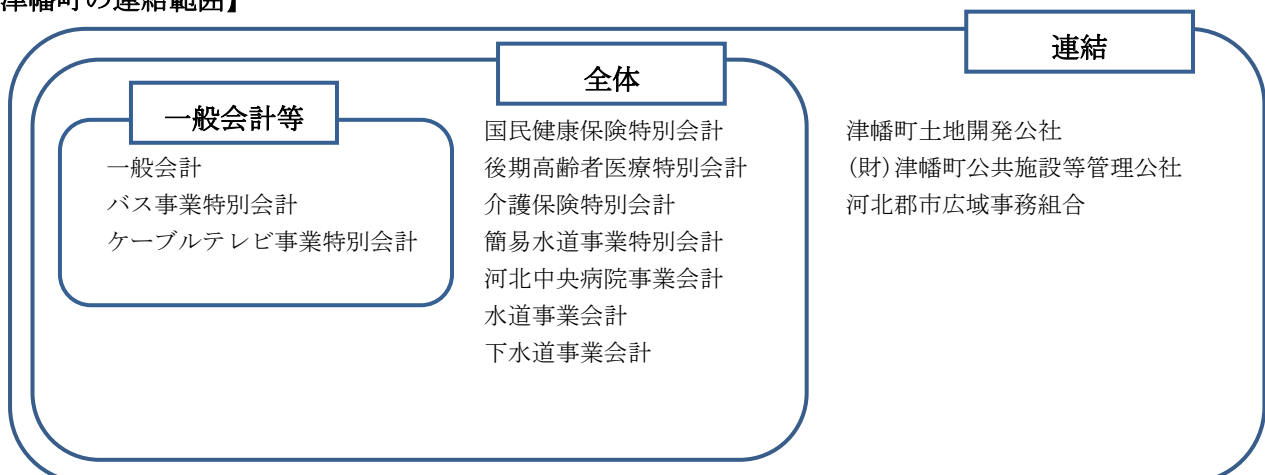 津幡町の連結範囲】
連結
全体
一般会計等
一般会計
バス事業特別会計
ケーブルテレビ事業特別会計
国民健康保険特別会計
後期高齢者医療特別会計
介護保険特別会計
簡易水道事業特別会計
河北中央病院事業会計
水道事業会計
下水道事業会計
津幡町土地開発公社
(財)津幡町公共施設等管理公社
河北郡市広域事務組合